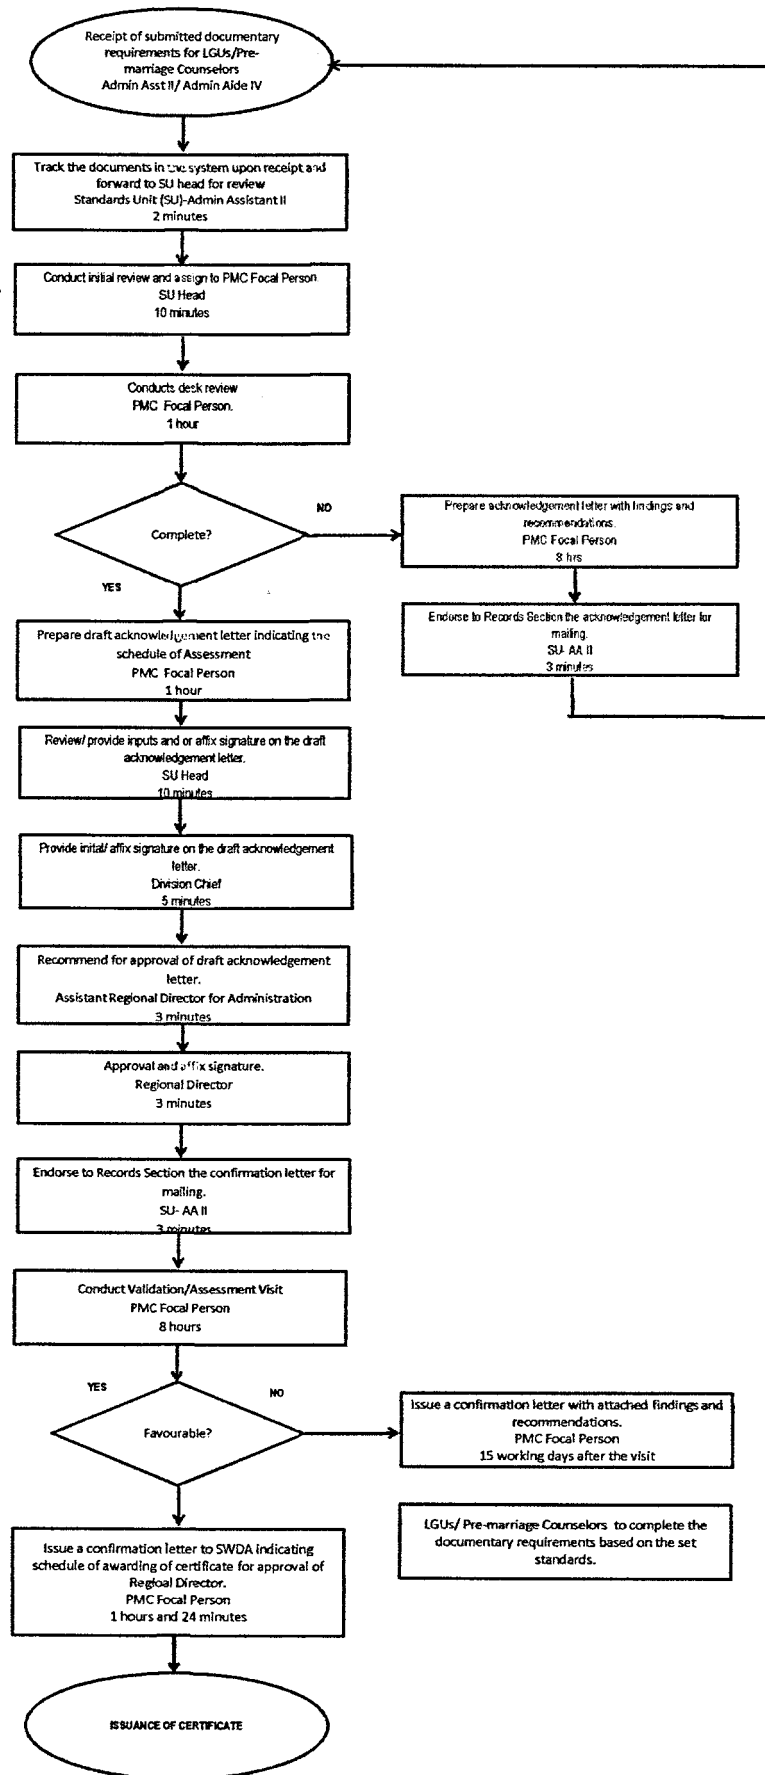 Receipt of submitted documentary
requirements for LGUs/Pre-
marriage Counselors
Admin Asst II/ Admin Aide IV
Track the documents in the system upon receipt and
forward to SU head for review
Standards Unit (SU)-Admin Assistant II
2 minutes
Conduct initial review and assign to PMC Focal Person.
SU Head
10 minutes
Conducts desk review
PMC Focal Person.
1 hour
Complete?
NO
YES
Prepare acknowledgement letter with findings and
recommendations.
PMC Focal Person
8 hrs
Endorse to Records Section the acknowledgement letter for
mailing.
SU- AA II
3 minutes
Prepare draft acknowledgement letter indicating the
schedule of Assessment
PMC Focal Person
1 hour
Review/ provide inputs and or affix signature on the draft
acknowledgement letter.
SU Head
10 minutes
Provide inital/ affix signature on the draft acknowledgement
letter.
Division Chief
5 minutes
Recommend for approval of draft acknowledgement
letter.
Assistant Regional Director for Administration
3 minutes
Approval and affix signature.
Regional Director
3 minutes
Endorse to Records Section the confirmation letter for
mailing.
SU- AA II
3 minutes
Conduct Validation/Assessment Visit
PMC Focal Person
8 hours
YES
NO
Favourable?
Issue a confirmation letter with attached findings and
recommendations.
PMC Focal Person
15 working days after the visit
LGUs/ Pre-marriage Counselors to complete the
documentary requirements based on the set
standards.
Issue a confirmation letter to SWDA indicating
schedule of awarding of certificate for approval of
Regioal Director.
PMC Focal Person
1 hours and 24 minutes
ISSUANCE OF CERTIFICATE